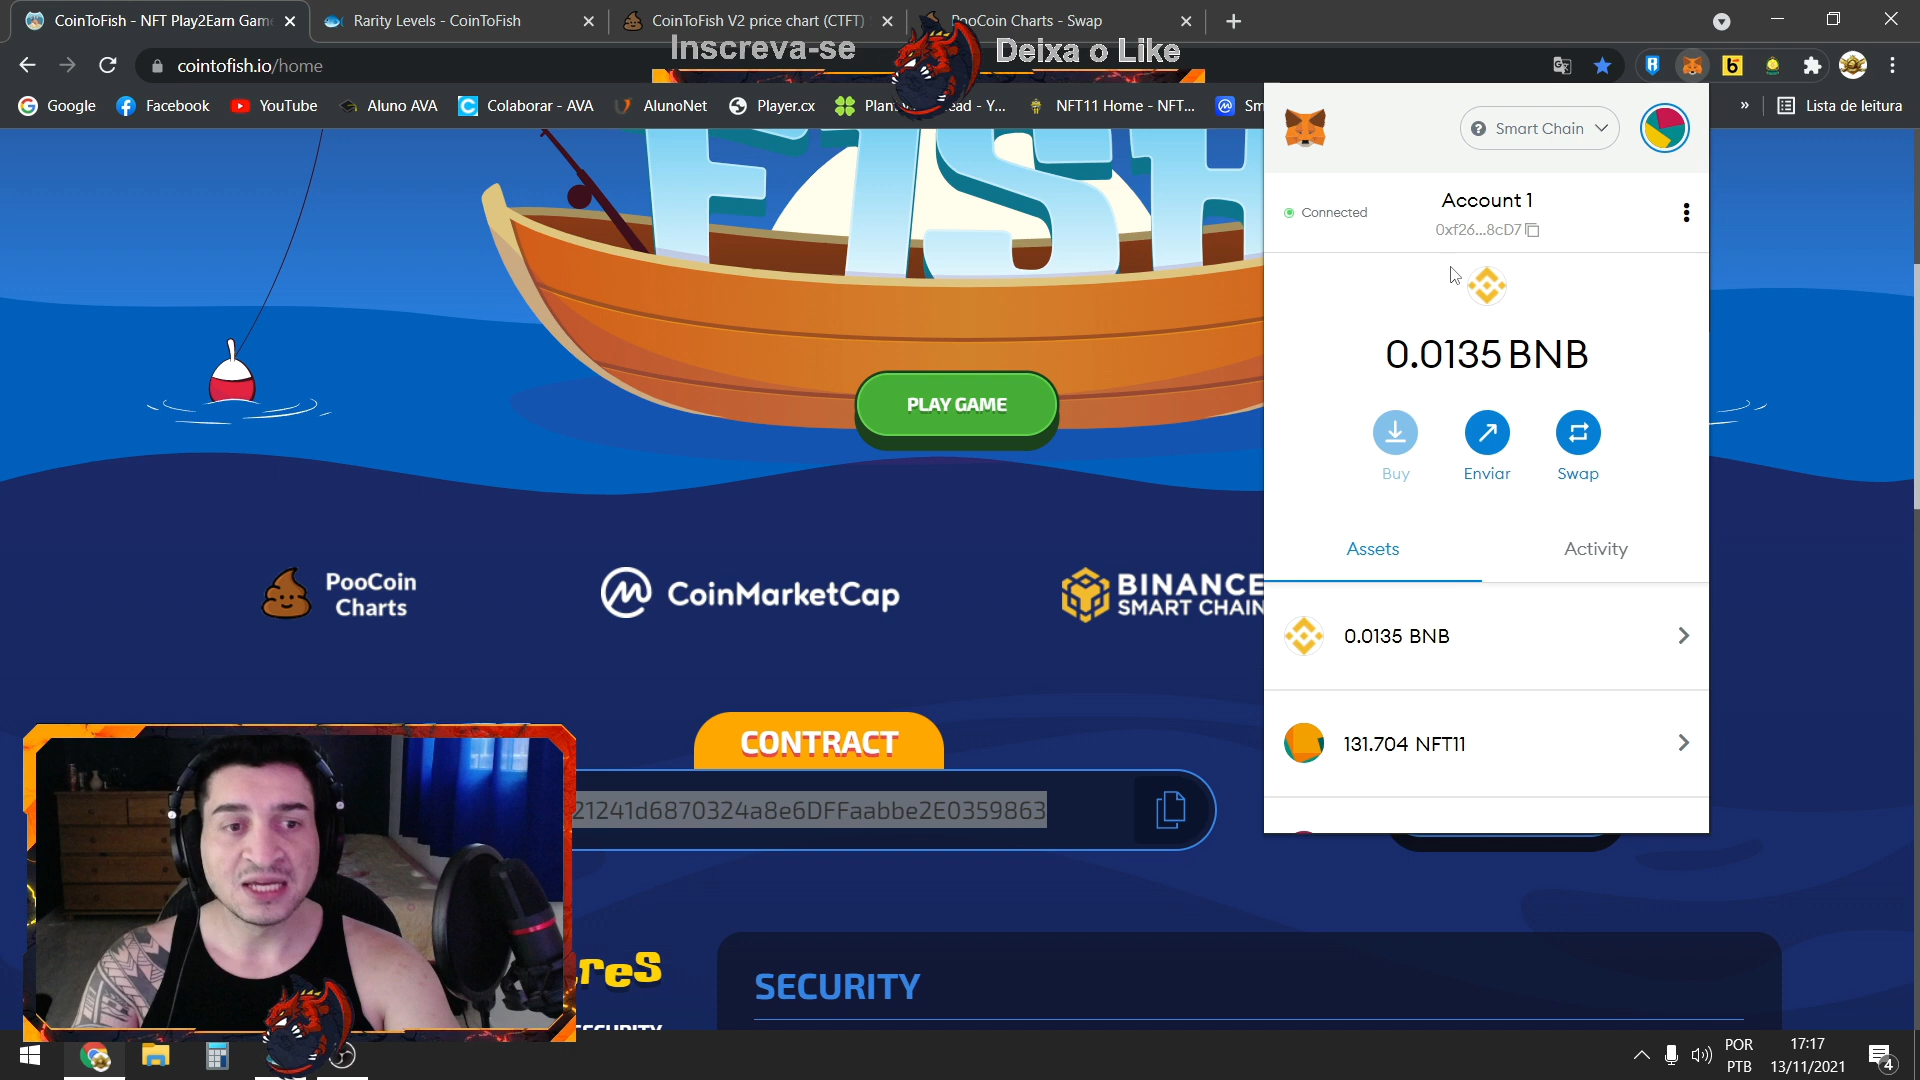 CoinToFish - NFT Play2Earn Game
Rarity Levels - CoinToFish
CoinToFish V2 price chart (CTFT)
PooCoin Charts - Swap
Inscreva-se
Deixa o Like
cointofish.io/home
Google
Facebook
YouTube
Aluno AVA
Colaborar - AVA
AlunoNet
Player.cx
NFT11 Home - NFT...
Lista de leitura
FISH
PLAY GAME
PooCoin
Charts
CoinMarketCap
BINANCE
SMART CHAIN
CONTRACT
21241d6870324a8e6DFFaabbe2E0359863
SECURITY
Smart Chain
Connected
Account 1
0xf26...8cD7
0.0135 BNB
Buy
Enviar
Swap
Assets
Activity
0.0135 BNB
131.704 NFT11
POR
PTB
17:17
13/11/2021
4